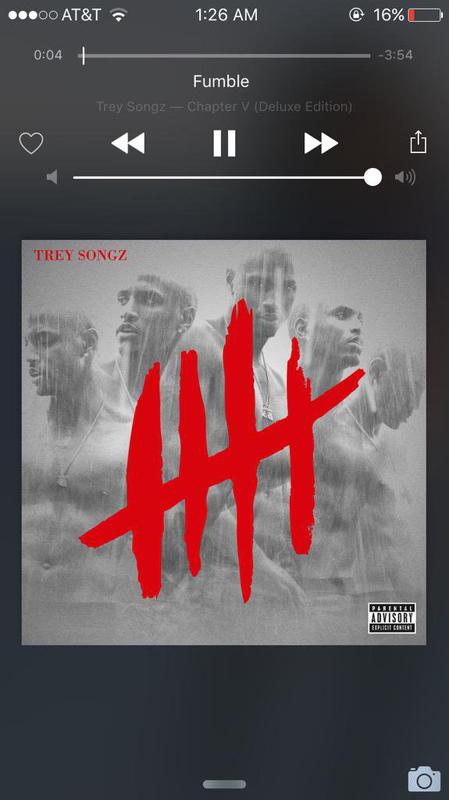 AT&T 1:26 AM 16%
0:04 -3:54
Fumble
Trey Songz — Chapter V (Deluxe Edition)
TREY SONGZ
PARENTAL
ADVISORY
EXPLICIT CONTENT